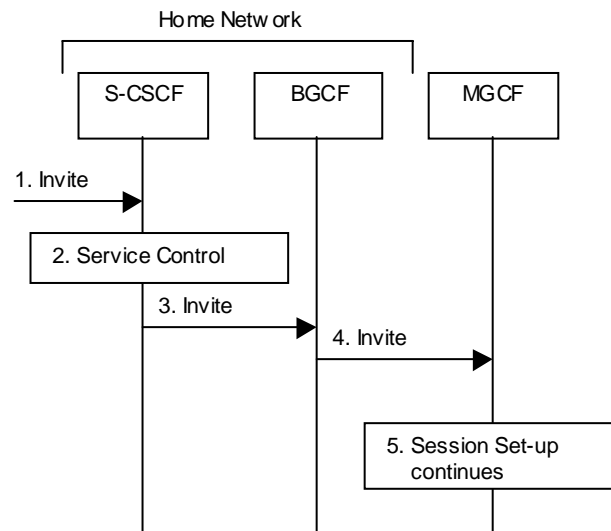 Home Network
S-CSCF
BGCF
MGCF
1. Invite
2. Service Control
3. Invite
4. Invite
5. Session Set-up
continues